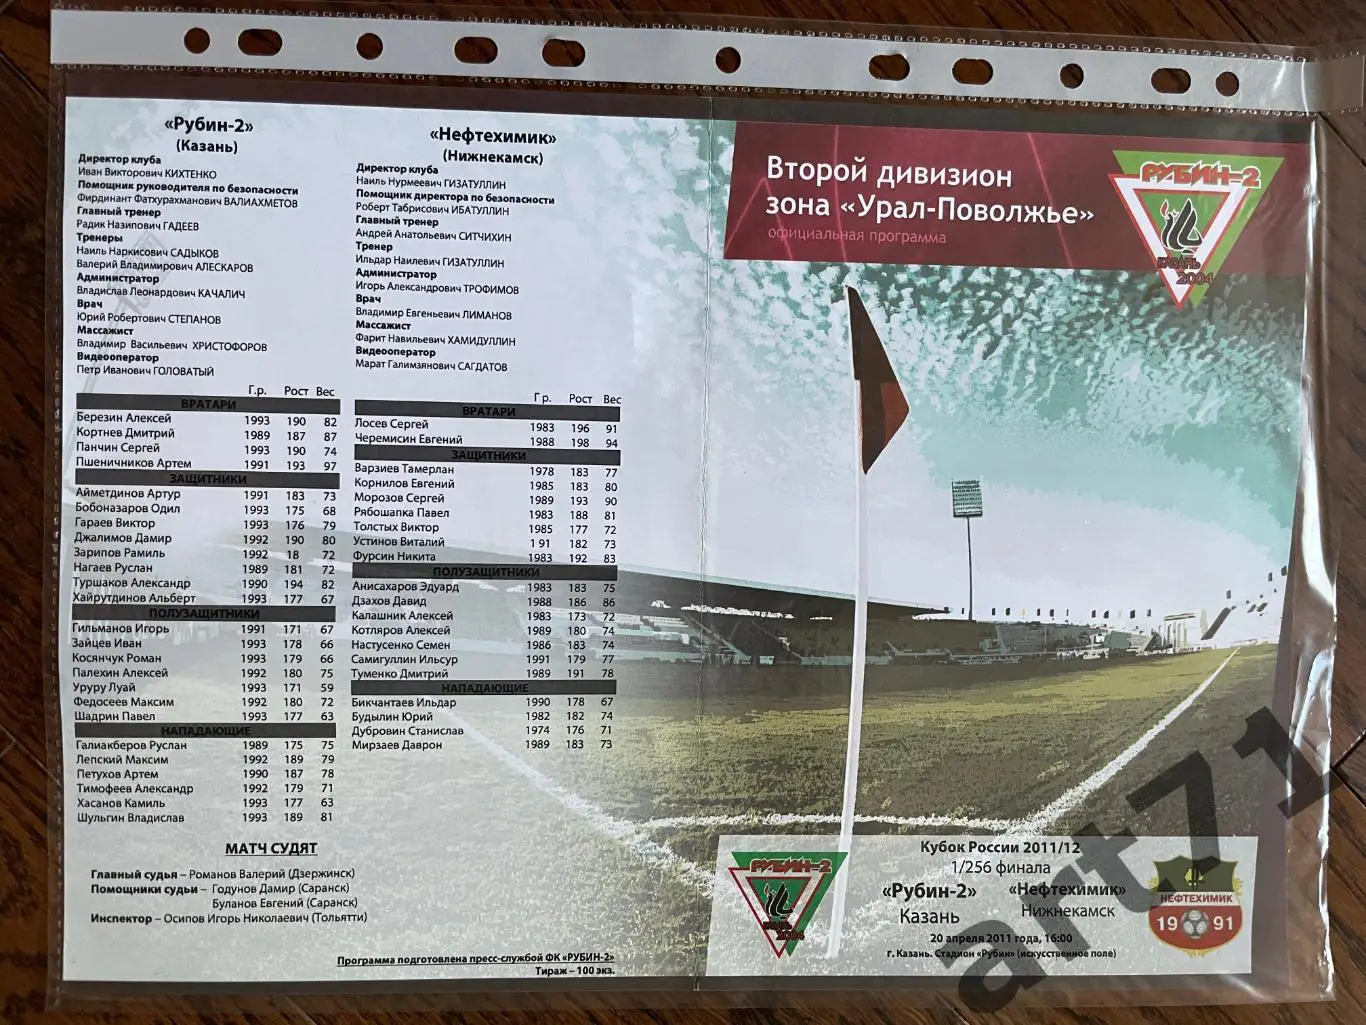 «Рубин-2»
(Казань)
Директор клуба
Иван Викторович КИХТЕНКО
Помощник руководителя по безопасности
Фирдинант Фатхурахманович ВАЛИАХМЕТОВ
Главный тренер
Радик Назипович ГАДЕЕВ
Тренеры
Наиль Наркисович САДЫКОВ
Валерий Владимирович АЛЕСКАРОВ
Администратор
Владислав Леонардович КАЧАЛИЧ
Врач
Юрий Робертович СТЕПАНОВ
Массажист
Владимир Васильевич ХРИСТОФОРОВ
Видеооператор
Петр Иванович ГОЛОВАТЫЙ
Г.р. Рост Вес
ВРАТАРИ
Березин Алексей 1993 190 82
Кортнев Дмитрий 1989 187 87
Панчин Сергей 1993 190 74
Пшеничников Артем 1991 193 97
ЗАЩИТНИКИ
Айметдинов Артур 1991 183 73
Бобоназаров Одил 1993 175 68
Гараев Виктор 1993 176 79
Джалимов Дамир 1992 190 80
Зарипов Рамиль 1992 18 72
Нагаев Руслан 1989 181 72
Туршаков Александр 1990 194 82
Хайрутдинов Альберт 1993 177 67
ПОЛУЗАЩИТНИКИ
Гильманов Игорь 1991 171 67
Зайцев Иван 1993 178 66
Косянчук Роман 1993 179 66
Палехин Алексей 1992 180 75
Уруру Луай 1993 171 59
Федосеев Максим 1992 180 72
Шадрин Павел 1993 177 63
НАПАДАЮЩИЕ
Галиакберов Руслан 1989 175 75
Лепский Максим 1992 189 79
Петухов Артем 1990 187 78
Тимофеев Александр 1992 179 71
Хасанов Камиль 1993 177 63
Шульгин Владислав 1993 189 81
МАТЧ СУДЯТ
Главный судья – Романов Валерий (Дзержинск)
Помощники судьи – Годунов Дамир (Саранск)
Буланов Евгений (Саранск)
Инспектор – Осипов Игорь Николаевич (Тольятти)
«Нефтехимик»
(Нижнекамск)
Директор клуба
Наиль Нурмеевич ГИЗАТУЛЛИН
Помощник директора по безопасности
Роберт Табрисович ИБАТУЛЛИН
Главный тренер
Андрей Анатольевич СИТЧИХИН
Тренер
Ильдар Наилевич ГИЗАТУЛЛИН
Администратор
Игорь Александрович ТРОФИМОВ
Врач
Владимир Евгеньевич ЛИМАНОВ
Массажист
Фарит Навильевич ХАМИДУЛЛИН
Видеооператор
Марат Галимзянович САГДАТОВ
Г р. Рост Вес
ВРАТАРИ
Лосев Сергей 1983 196 91
Черемисин Евгений 1988 198 94
ЗАЩИТНИКИ
Варзиев Тамерлан 1978 183 77
Корнилов Евгений 1985 183 80
Морозов Сергей 1989 193 90
Рябошапка Павел 1983 188 81
Толстых Виктор 1985 177 72
Устинов Виталий 1 91 182 73
Фурсин Никита 1983 192 83
ПОЛУЗАЩИТНИКИ
Анисахаров Эдуард 1983 183 75
Дзахов Давид 1988 186 86
Калашник Алексей 1983 173 72
Котляров Алексей 1989 180 74
Настусенко Семен 1986 183 74
Самигуллин Ильсур 1991 179 77
Туменко Дмитрий 1989 191 78
НАПАДАЮЩИЕ
Бикчантаев Ильдар 1990 178 67
Будылин Юрий 1982 182 74
Дубровин Станислав 1974 176 71
Мирзаев Даврон 1989 183 73
Программа подготовлена пресс-службой ФК «РУБИН-2»
Тираж – 100 экз.
Второй дивизион
зона «Урал-Поволжье»
официальная программа
РУБИН-2
КАЗАНЬ
2004
Кубок России 2011/12
1/256 финала
«Рубин-2» «Нефтехимик»
Казань Нижнекамск
20 апреля 2011 года, 16:00
г. Казань. Стадион «Рубин» (искусственное поле)
РУБИН-2
КАЗАНЬ
2004
НЕФТЕХИМИК
19 91
art71